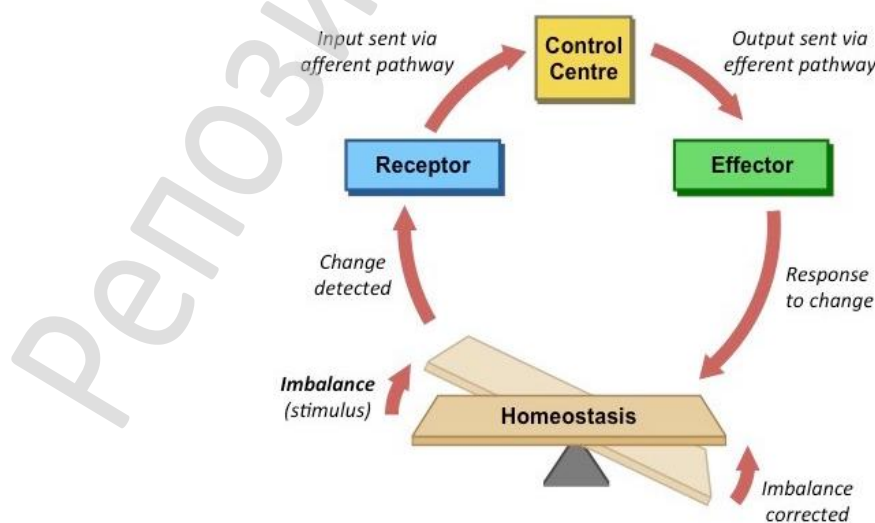 Input sent via
afferent pathway
Control
Centre
Output sent via
efferent pathway
Receptor
Effector
Change
detected
Response
to change
Imbalance
(stimulus)
Homeostasis
Imbalance
corrected
Репози